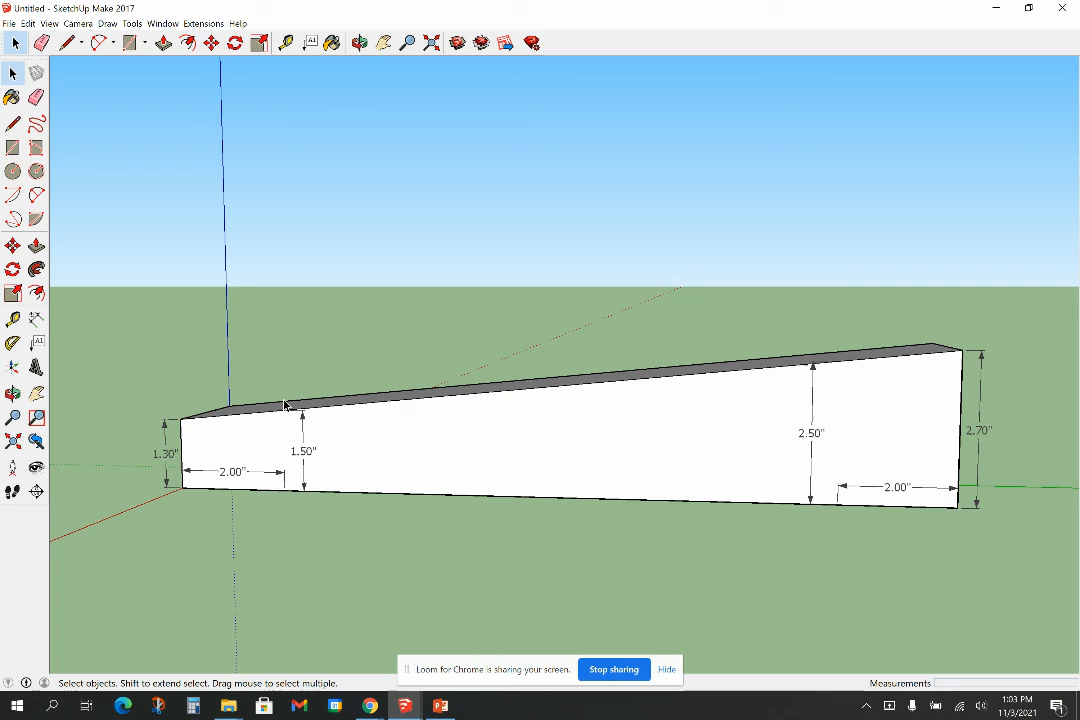 Untitled - SketchUp Make 2017
File Edit View Camera Draw Tools Window Extensions Help
A1
A1
2.70"
2.50"
1.30"
1.50"
2.00"
2.00"
Loom for Chrome is sharing your screen. Stop sharing Hide
Select objects. Shift to extend select. Drag mouse to select multiple. Measurements
1:03 PM
11/3/2021